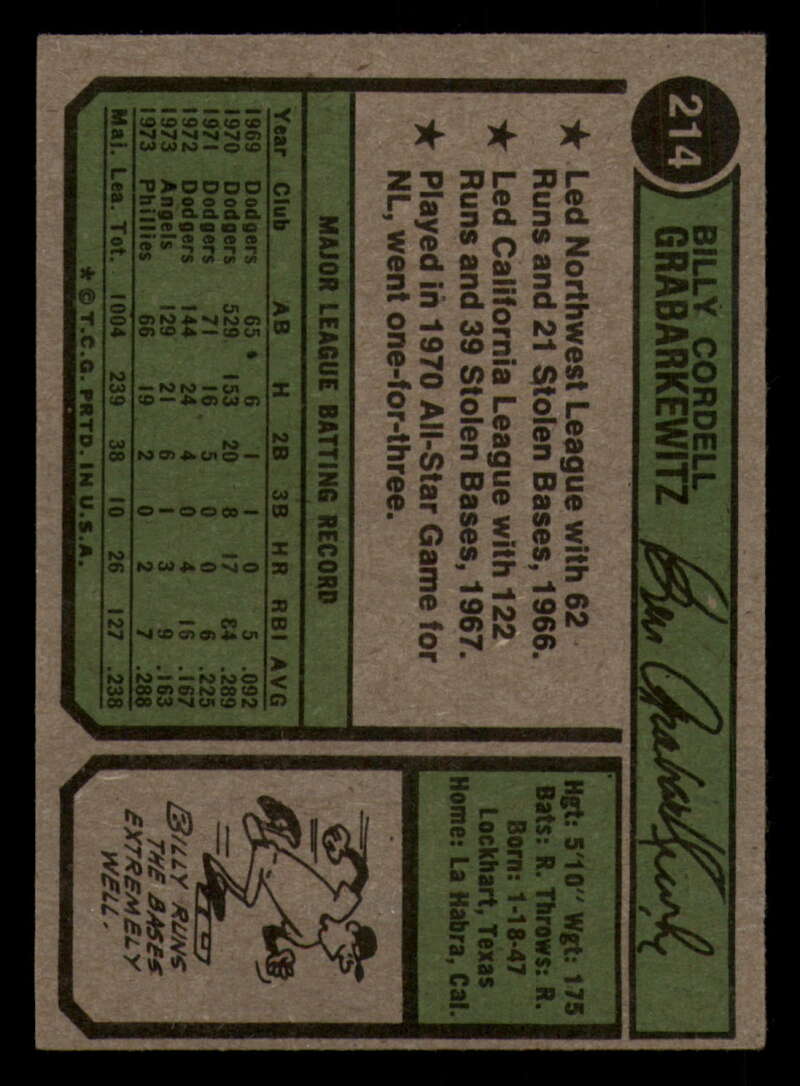 214
BILLY CORDELL
GRABARKEWITZ
★ Led Northwest League with 62
Runs and 21 Stolen Bases, 1966.
★ Led California League with 122
Runs and 39 Stolen Bases, 1967.
★ Played in 1970 All-Star Game for
NL, went one-for-three.
MAJOR LEAGUE BATTING RECORD
Year Club AB H 2B 3B HR RBI AVG
1969 Dodgers 65 6 1 1 0 5 .092
1970 Dodgers 529 153 20 8 17 84 .289
1971 Dodgers 71 16 5 0 0 6 .225
1972 Dodgers 144 24 4 0 4 16 .167
1973 Angels 129 21 6 1 3 9 .163
1973 Phillies 66 19 2 0 2 7 .288
Maj. Lea. Tot. 1004 239 38 10 26 127 .238
* © T.C.G. PRTD. IN U.S.A.
Hgt: 5'10" Wgt: 175
Bats: R. Throws: R.
Born: 1-18-47
Lockhart, Texas
Home: La Habra, Cal.
BILLY RUNS
THE BASES
EXTREMELY
WELL.